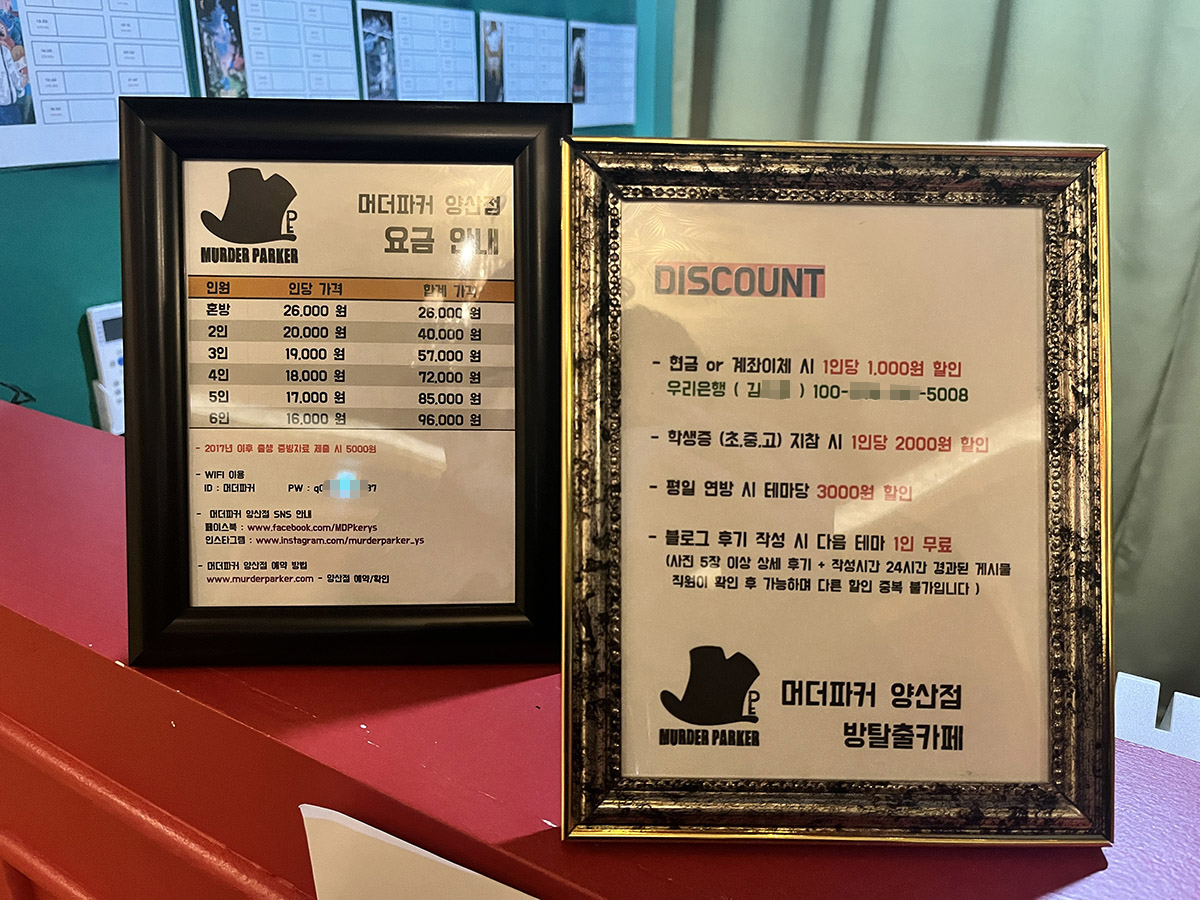 머더파커 양산점
요금 안내
MURDER PARKER
인원 인당 가격 합계 가격
혼방 26,000 원 26,000 원
2인 20,000 원 40,000 원
3인 19,000 원 57,000 원
4인 18,000 원 72,000 원
5인 17,000 원 85,000 원
6인 16,000 원 96,000 원
- 2017년 이후 출생 증빙자료 제출 시 5000원
- WIFI 이용
ID : 머더파커 PW :
- 머더파커 양산점 SNS 안내
페이스북 : www.facebook.com/MDPkerys
인스타그램 : www.instagram.com/murderparker_ys
- 머더파커 양산점 예약 방법
www.murderparker.com - 양산점 예약/확인
DISCOUNT
- 현금 or 계좌이체 시 1인당 1,000원 할인
우리은행 ( 김 ) 100- -5008
- 학생증 (초,중,고) 지참 시 1인당 2000원 할인
- 평일 연방 시 테마당 3000원 할인
- 블로그 후기 작성 시 다음 테마 1인 무료
(사진 5장 이상 상세 후기 + 작성시간 24시간 경과된 게시물
직원이 확인 후 가능하며 다른 할인 중복 불가입니다 )
PE
MURDER PARKER
머더파커 양산점
방탈출카페